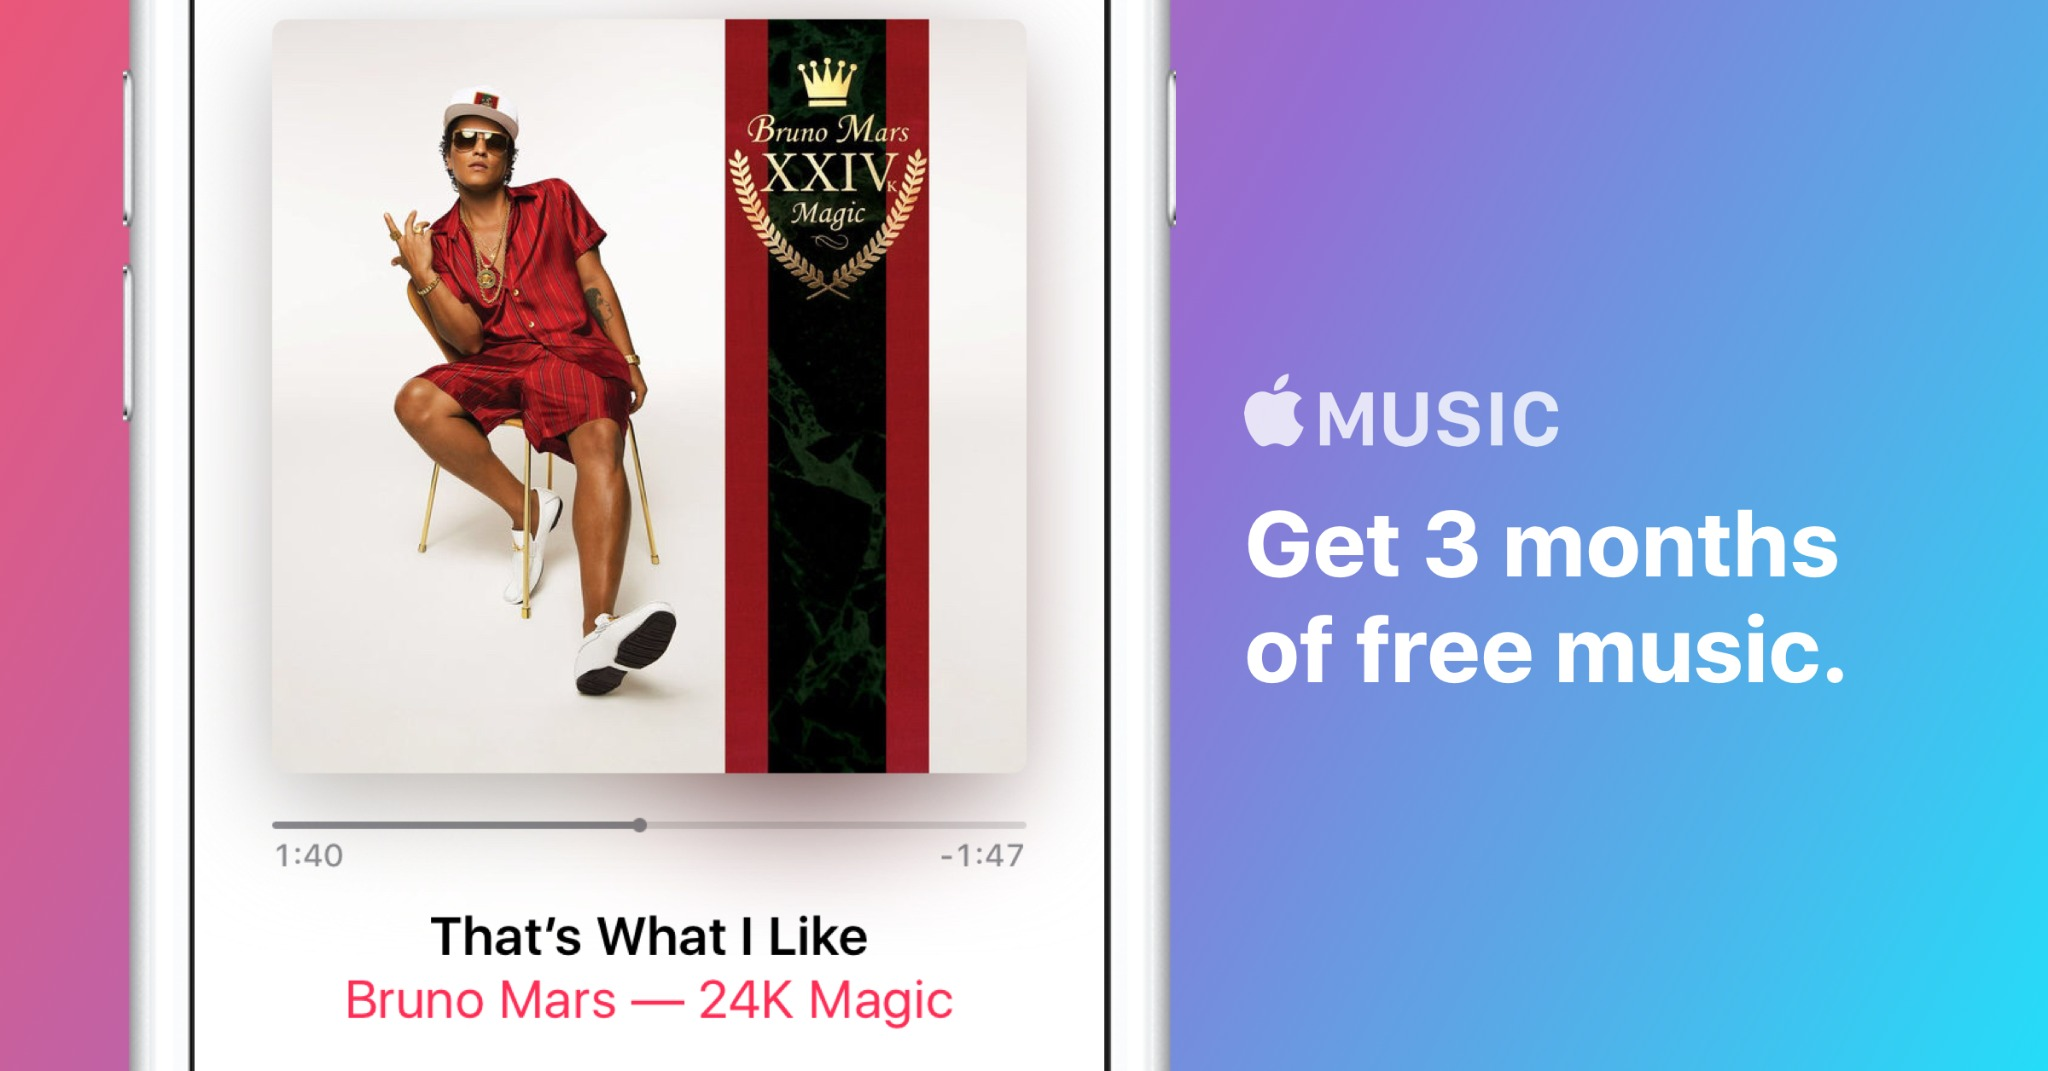 Bruno Mars
XXIVK
Magic
1:40
-1:47
That’s What I Like
Bruno Mars — 24K Magic
MUSIC
Get 3 months
of free music.